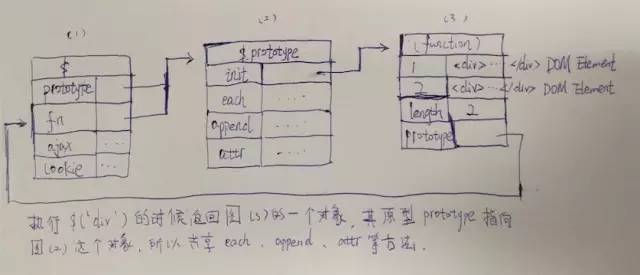 (1) (2) (3)
$
prototype
fn
ajax ...
cookie ...
$.prototype
init
each ....
append ....
attr ....
(function)
1 <div>... </div> DOM Element
2 <div>... </div> DOM Element
length 2
prototype
执行 $('div') 的时候返回图(3)的一个对象, 其原型 prototype 指向
图(2)这个对象, 所以共享 each、append、attr 等方法.